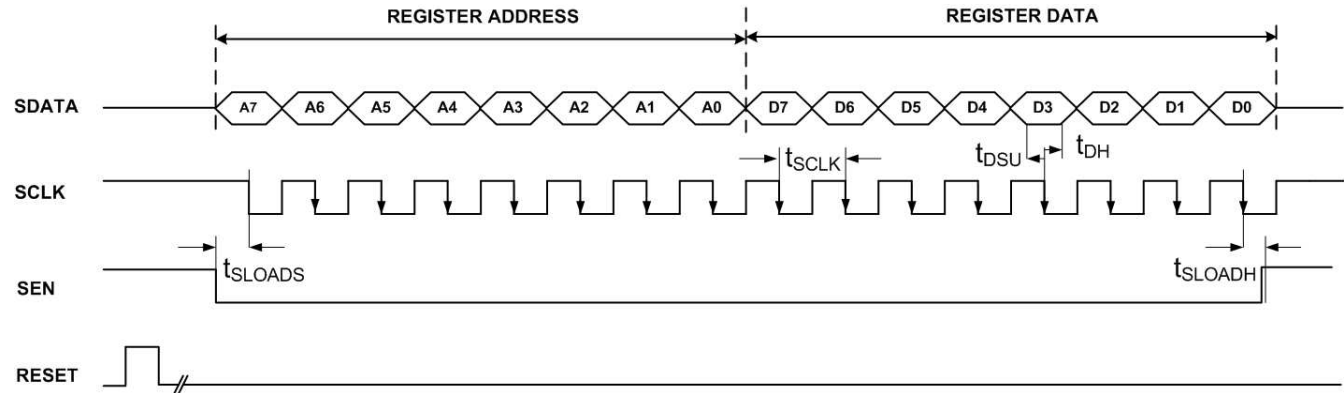 REGISTER ADDRESS REGISTER DATA
SDATA A7 A6 A5 A4 A3 A2 A1 A0 D7 D6 D5 D4 D3 D2 D1 D0
tSCLK tDSU tDH
SCLK
tSLOADS tSLOADH
SEN
RESET